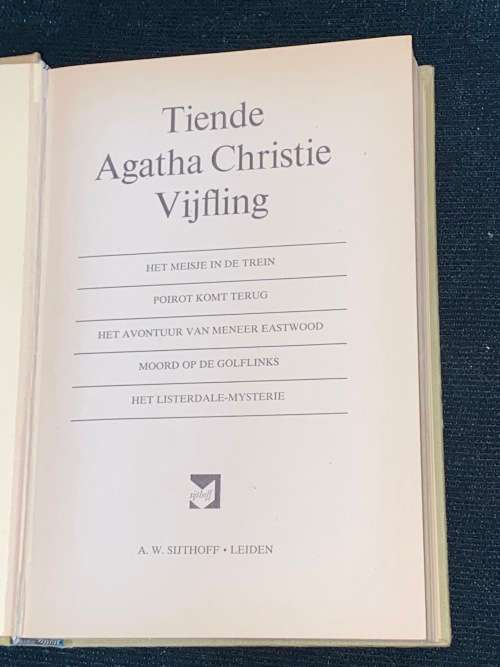 Tiende
Agatha Christie
Vijfling
HET MEISJE IN DE TREIN
POIROT KOMT TERUG
HET AVONTUUR VAN MENEER EASTWOOD
MOORD OP DE GOLFLINKS
HET LISTERDALE-MYSTERIE
sijthoff
A. W. SIJTHOFF • LEIDEN